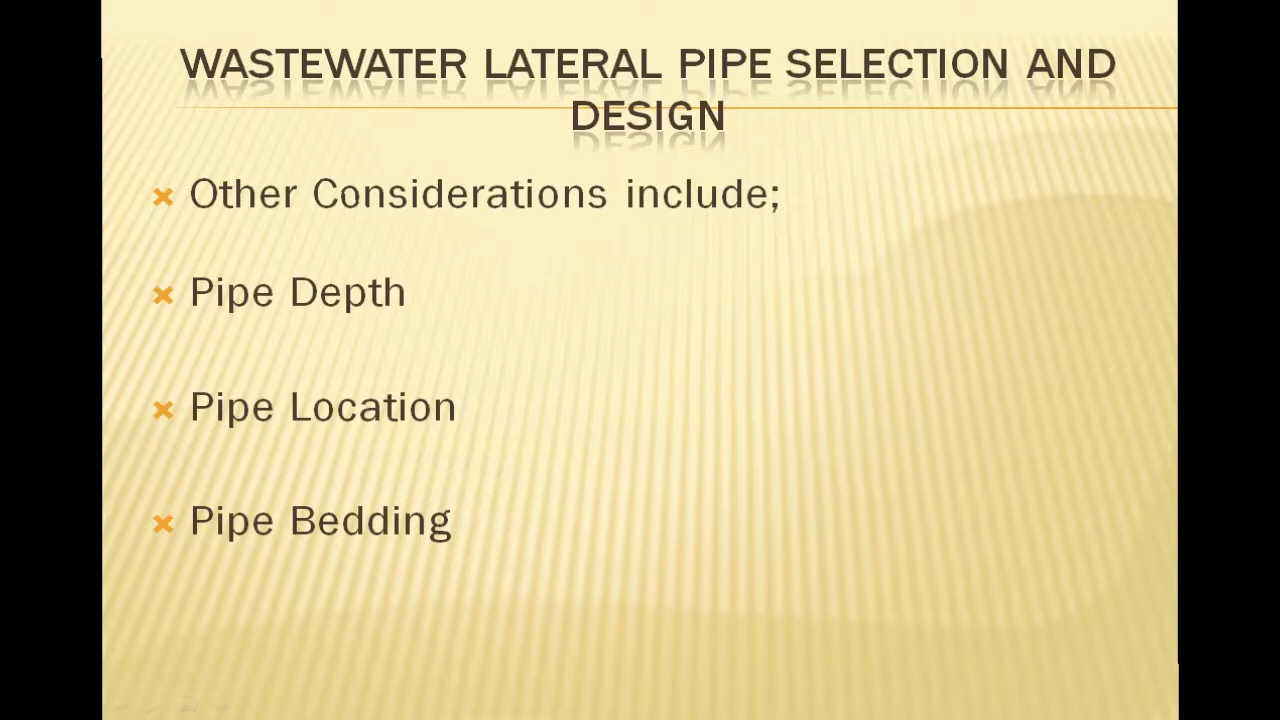 WASTEWATER LATERAL PIPE SELECTION AND
DESIGN
Other Considerations include;
Pipe Depth
Pipe Location
Pipe Bedding